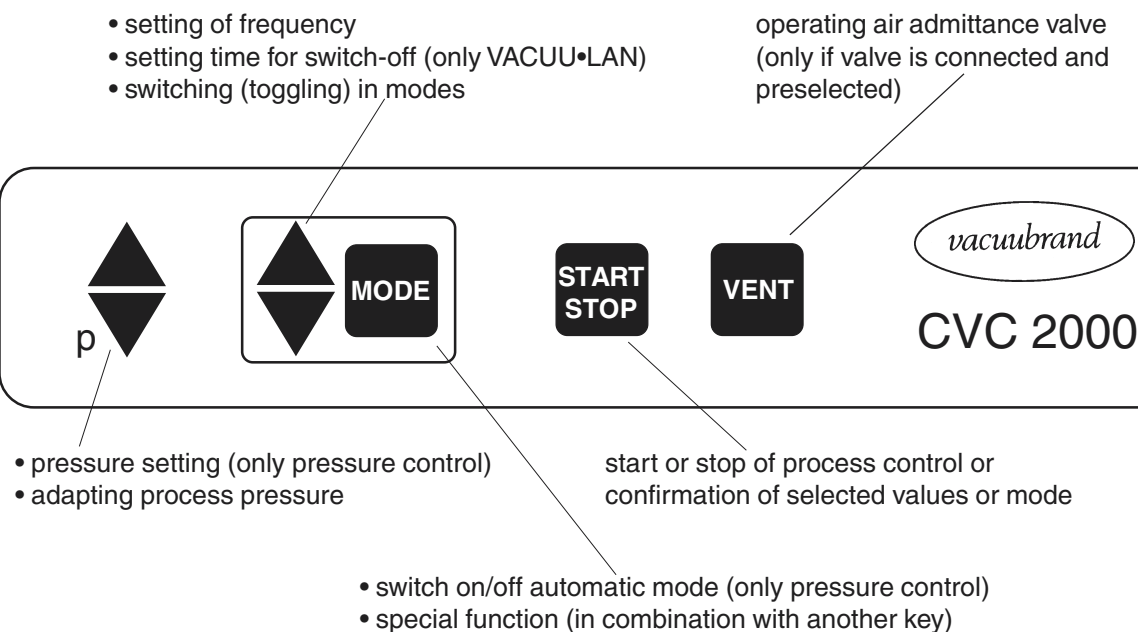 • setting of frequency
• setting time for switch-off (only VACUU•LAN)
• switching (toggling) in modes
operating air admittance valve
(only if valve is connected and
preselected)
p
MODE
START
STOP
VENT
vacuubrand
CVC 2000
• pressure setting (only pressure control)
• adapting process pressure
start or stop of process control or
confirmation of selected values or mode
• switch on/off automatic mode (only pressure control)
• special function (in combination with another key)